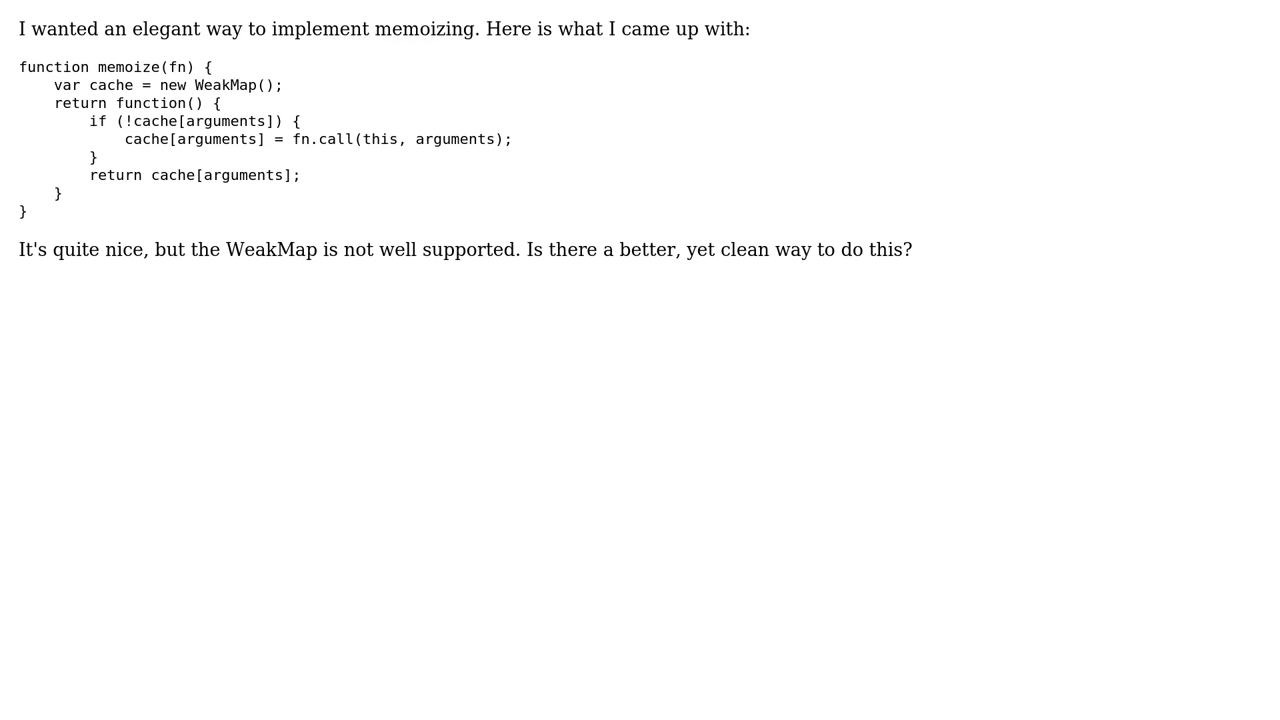 I wanted an elegant way to implement memoizing. Here is what I came up with:
function memoize(fn) {
    var cache = new WeakMap();
    return function() {
        if (!cache[arguments]) {
            cache[arguments] = fn.call(this, arguments);
        }
        return cache[arguments];
    }
}
It's quite nice, but the WeakMap is not well supported. Is there a better, yet clean way to do this?